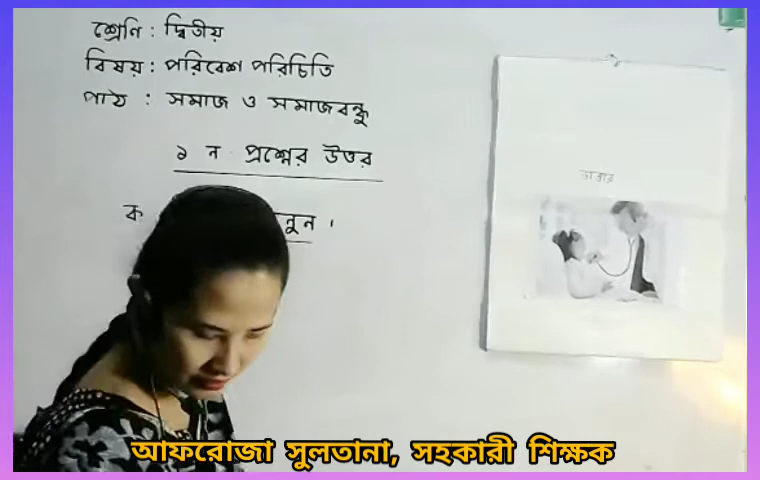 শ্রেণি : দ্বিতীয়
বিষয় : পরিবেশ পরিচিতি
পাঠ : সমাজ ও সমাজবন্ধু
১ ন প্রশ্নের উত্তর
ক
আফরোজা সুলতানা, সহকারী শিক্ষক